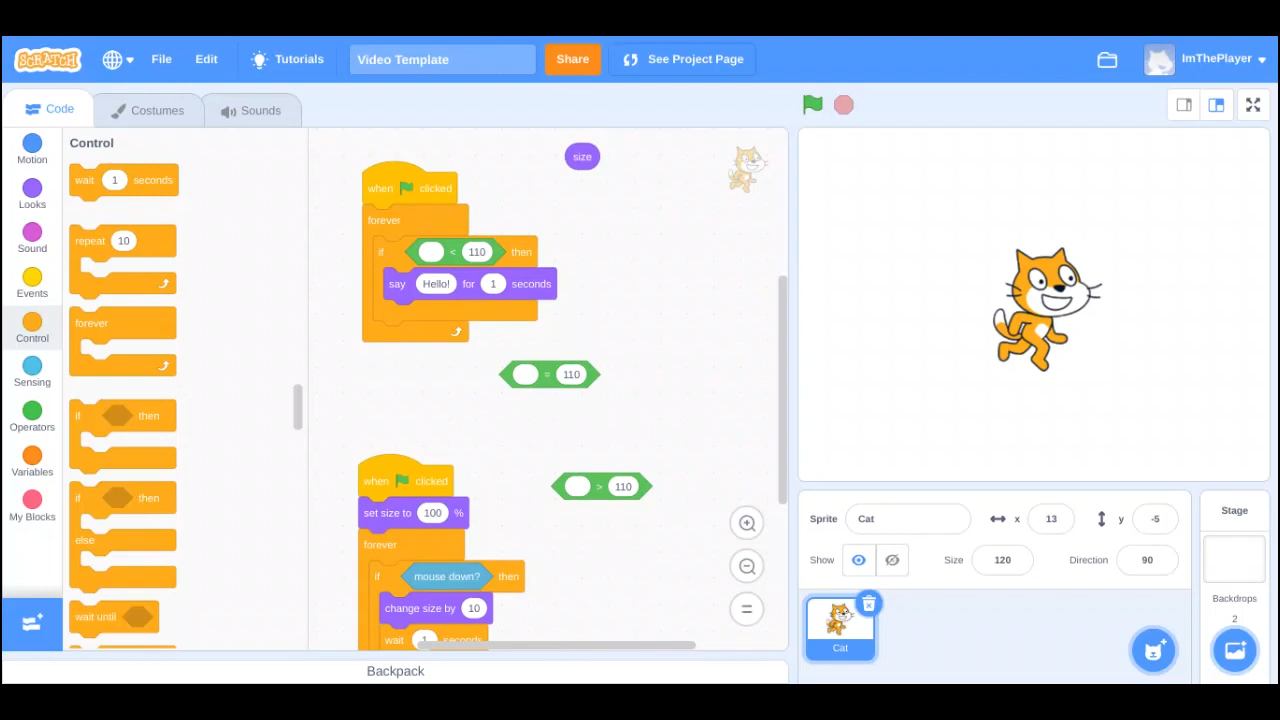 SCRATCH File Edit Tutorials Video Template Share See Project Page ImThePlayer
Code Costumes Sounds
Motion
Looks
Sound
Events
Control
Sensing
Operators
Variables
My Blocks
Control
wait 1 seconds
repeat 10
forever
if then
if then
else
wait until
size
when clicked
forever
if < 110 then
say Hello! for 1 seconds
= 110
> 110
when clicked
set size to 100 %
forever
if mouse down? then
change size by 10
wait 1 seconds
Backpack
Sprite Cat x 13 y -5
Show Size 120 Direction 90
Cat
Stage
Backdrops
2